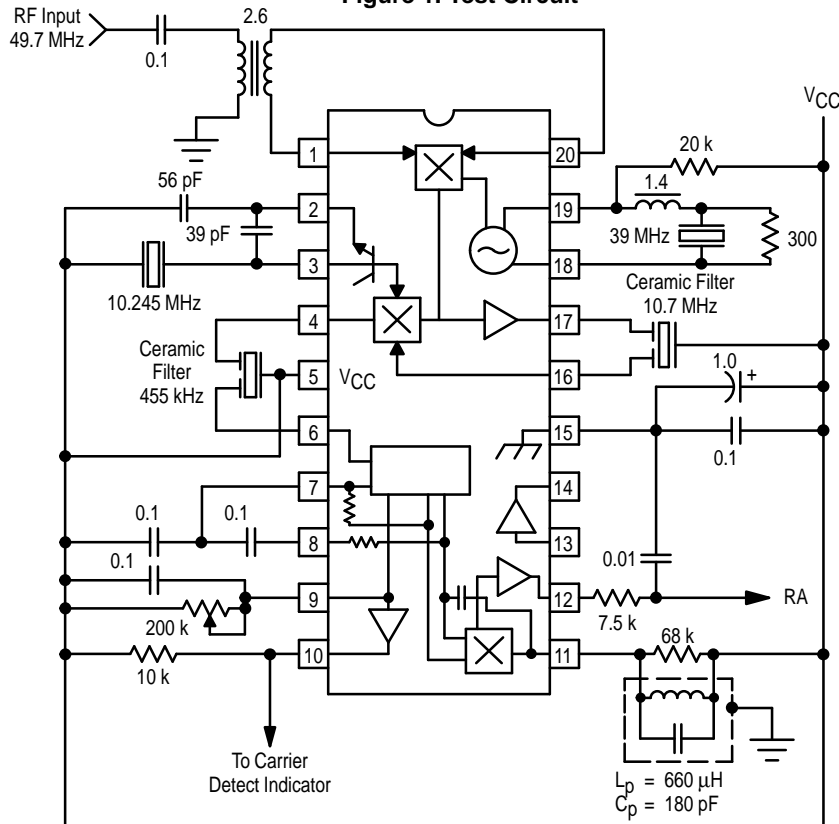 Figure 1. Test Circuit
RF Input
49.7 MHz
0.1
2.6
VCC
1
20
20 k
56 pF
2
19
1.4
39 pF
39 MHz
300
3
18
10.245 MHz
Ceramic Filter
10.7 MHz
4
17
Ceramic
Filter
455 kHz
5
VCC
16
1.0
+
6
15
0.1
7
14
0.1
0.1
8
13
0.01
0.1
9
12
7.5 k
RA
200 k
10
11
68 k
10 k
To Carrier
Detect Indicator
Lp = 660 µH
Cp = 180 pF